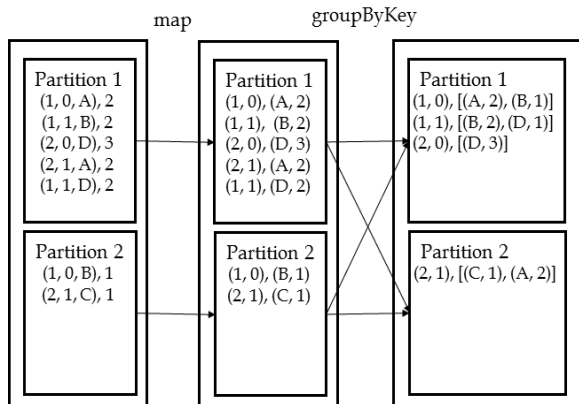 map
groupByKey
Partition 1
(1, 0, A), 2
(1, 1, B), 2
(2, 0, D), 3
(2, 1, A), 2
(1, 1, D), 2
Partition 2
(1, 0, B), 1
(2, 1, C), 1
Partition 1
(1, 0), (A, 2)
(1, 1), (B, 2)
(2, 0), (D, 3)
(2, 1), (A, 2)
(1, 1), (D, 2)
Partition 2
(1, 0), (B, 1)
(2, 1), (C, 1)
Partition 1
(1, 0), [(A, 2), (B, 1)]
(1, 1), [(B, 2), (D, 1)]
(2, 0), [(D, 3)]
Partition 2
(2, 1), [(C, 1), (A, 2)]